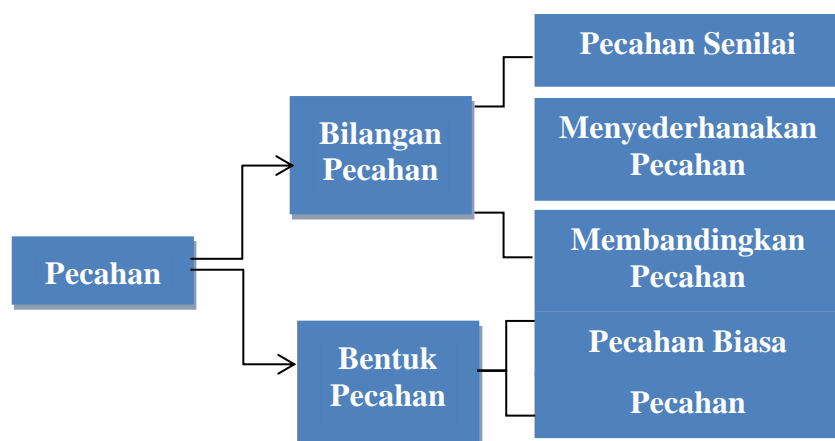 Pecahan Senilai
Bilangan
Pecahan
Menyederhanakan
Pecahan
Pecahan
Membandingkan
Pecahan
Bentuk
Pecahan
Pecahan Biasa
Pecahan